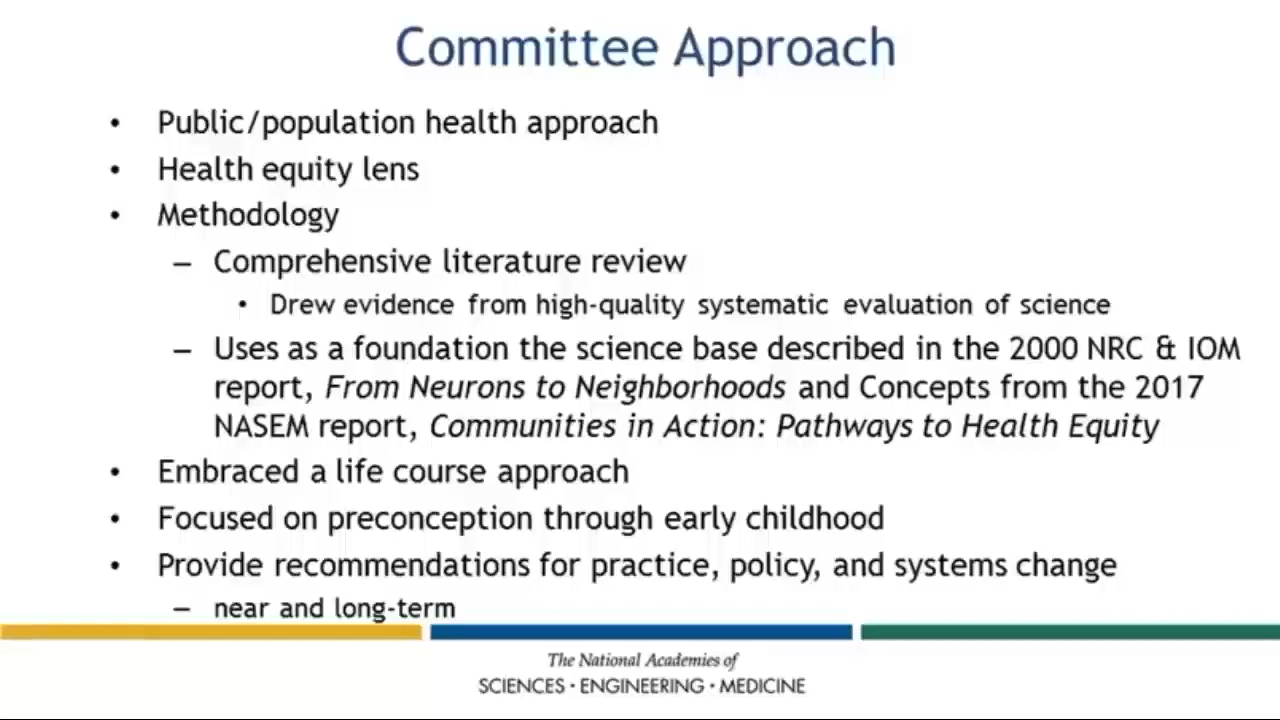 Committee Approach
• Public/population health approach
• Health equity lens
• Methodology
– Comprehensive literature review
• Drew evidence from high-quality systematic evaluation of science
– Uses as a foundation the science base described in the 2000 NRC & IOM
report, From Neurons to Neighborhoods and Concepts from the 2017
NASEM report, Communities in Action: Pathways to Health Equity
• Embraced a life course approach
• Focused on preconception through early childhood
• Provide recommendations for practice, policy, and systems change
– near and long-term
The National Academies of
SCIENCES · ENGINEERING · MEDICINE